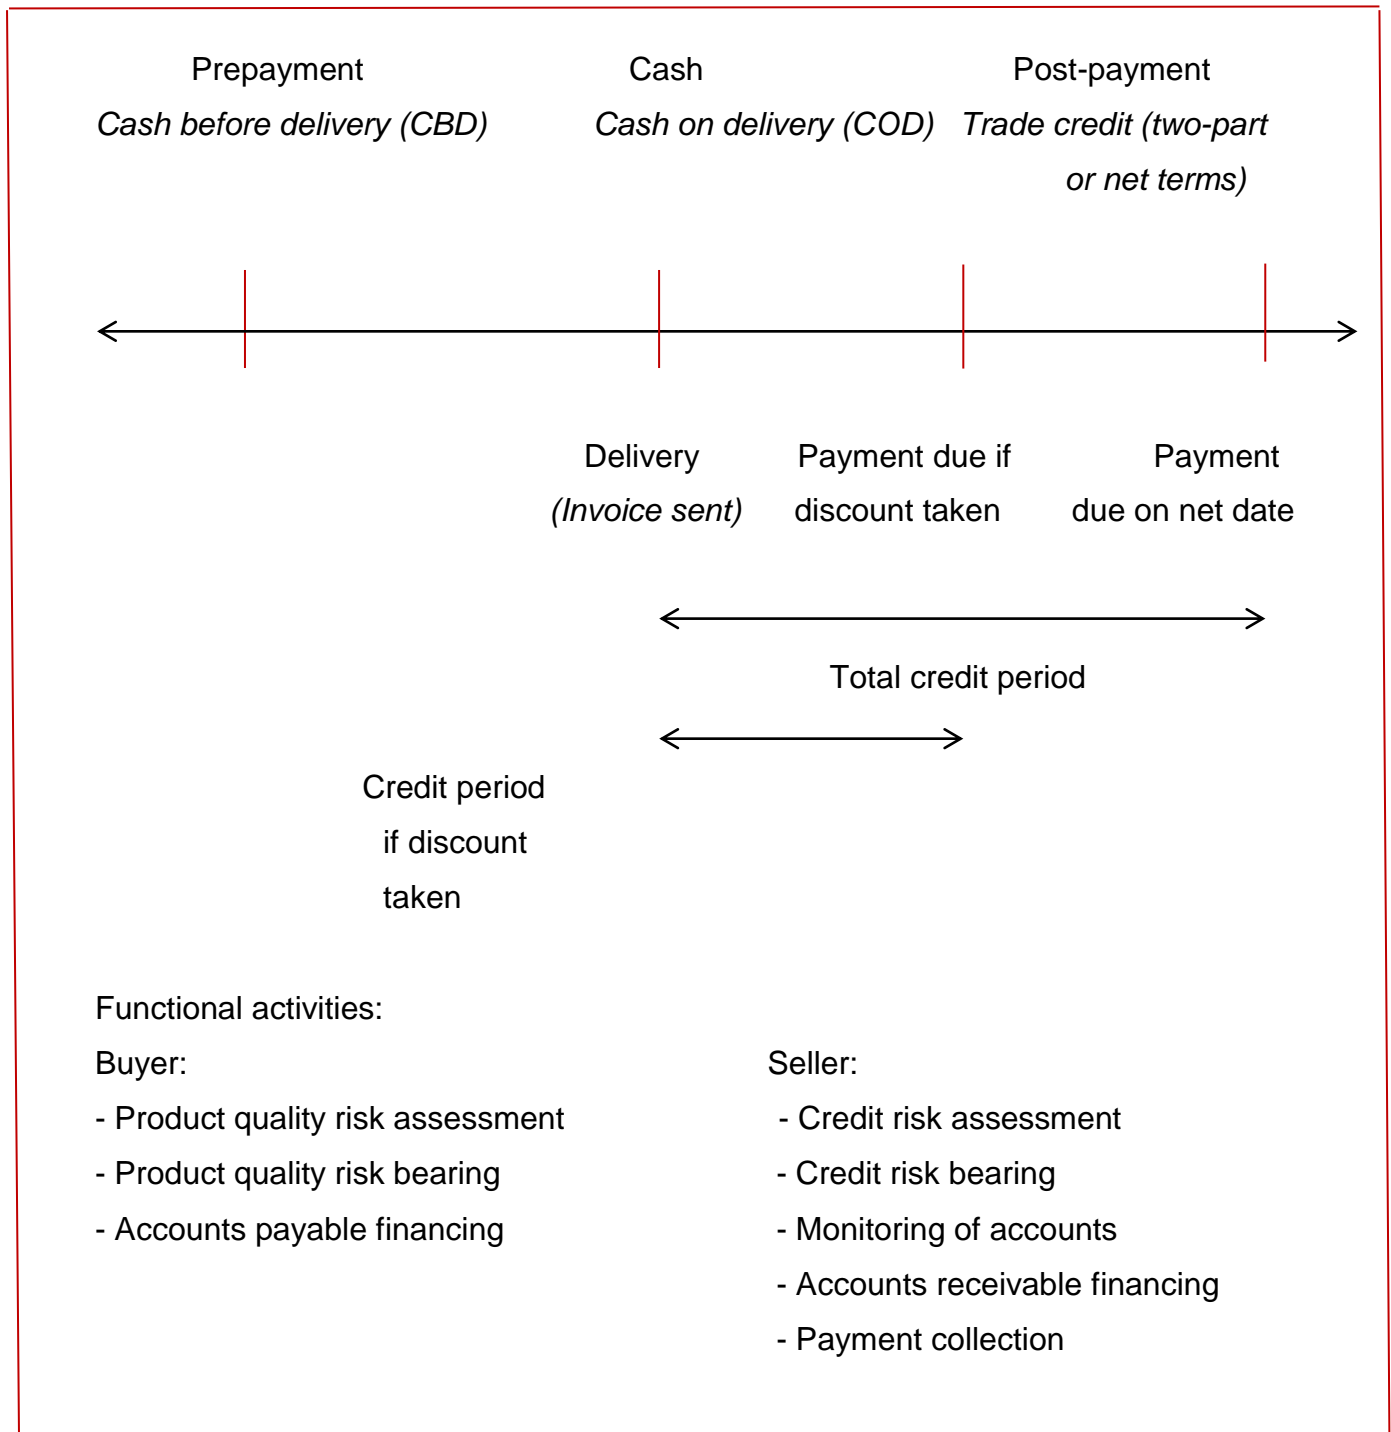 Prepayment Cash Post-payment
Cash before delivery (CBD) Cash on delivery (COD) Trade credit (two-part
or net terms)
Delivery Payment due if Payment
(Invoice sent) discount taken due on net date
Total credit period
Credit period
if discount
taken
Functional activities:
Buyer: Seller:
- Product quality risk assessment - Credit risk assessment
- Product quality risk bearing - Credit risk bearing
- Accounts payable financing - Monitoring of accounts
- Accounts receivable financing
- Payment collection